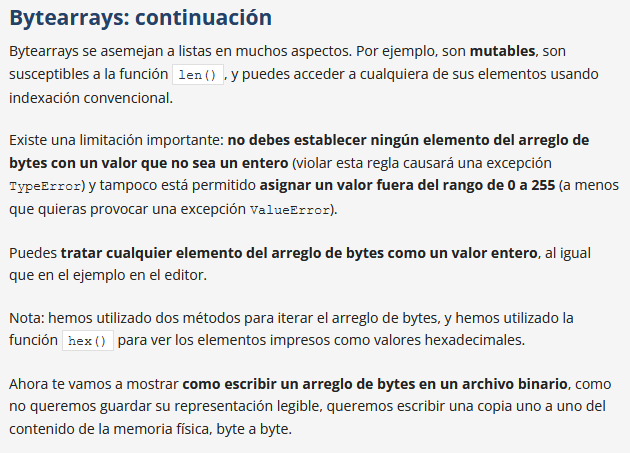 Bytearrays: continuación
Bytearrays se asemejan a listas en muchos aspectos. Por ejemplo, son mutables, son
susceptibles a la función len(), y puedes acceder a cualquiera de sus elementos usando
indexación convencional.
Existe una limitación importante: no debes establecer ningún elemento del arreglo de
bytes con un valor que no sea un entero (violar esta regla causará una excepción
TypeError) y tampoco está permitido asignar un valor fuera del rango de 0 a 255 (a menos
que quieras provocar una excepción ValueError).
Puedes tratar cualquier elemento del arreglo de bytes como un valor entero, al igual
que en el ejemplo en el editor.
Nota: hemos utilizado dos métodos para iterar el arreglo de bytes, y hemos utilizado la
función hex() para ver los elementos impresos como valores hexadecimales.
Ahora te vamos a mostrar como escribir un arreglo de bytes en un archivo binario, como
no queremos guardar su representación legible, queremos escribir una copia uno a uno del
contenido de la memoria física, byte a byte.